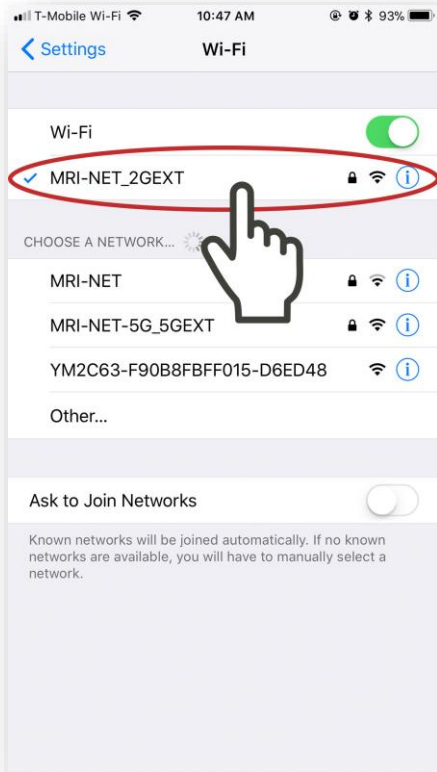 T-Mobile Wi-Fi 10:47 AM 93%
Settings Wi-Fi
Wi-Fi
MRI-NET_2GEXT
CHOOSE A NETWORK...
MRI-NET
MRI-NET-5G_5GEXT
YM2C63-F90B8FBFF015-D6ED48
Other...
Ask to Join Networks
Known networks will be joined automatically. If no known
networks are available, you will have to manually select a
network.